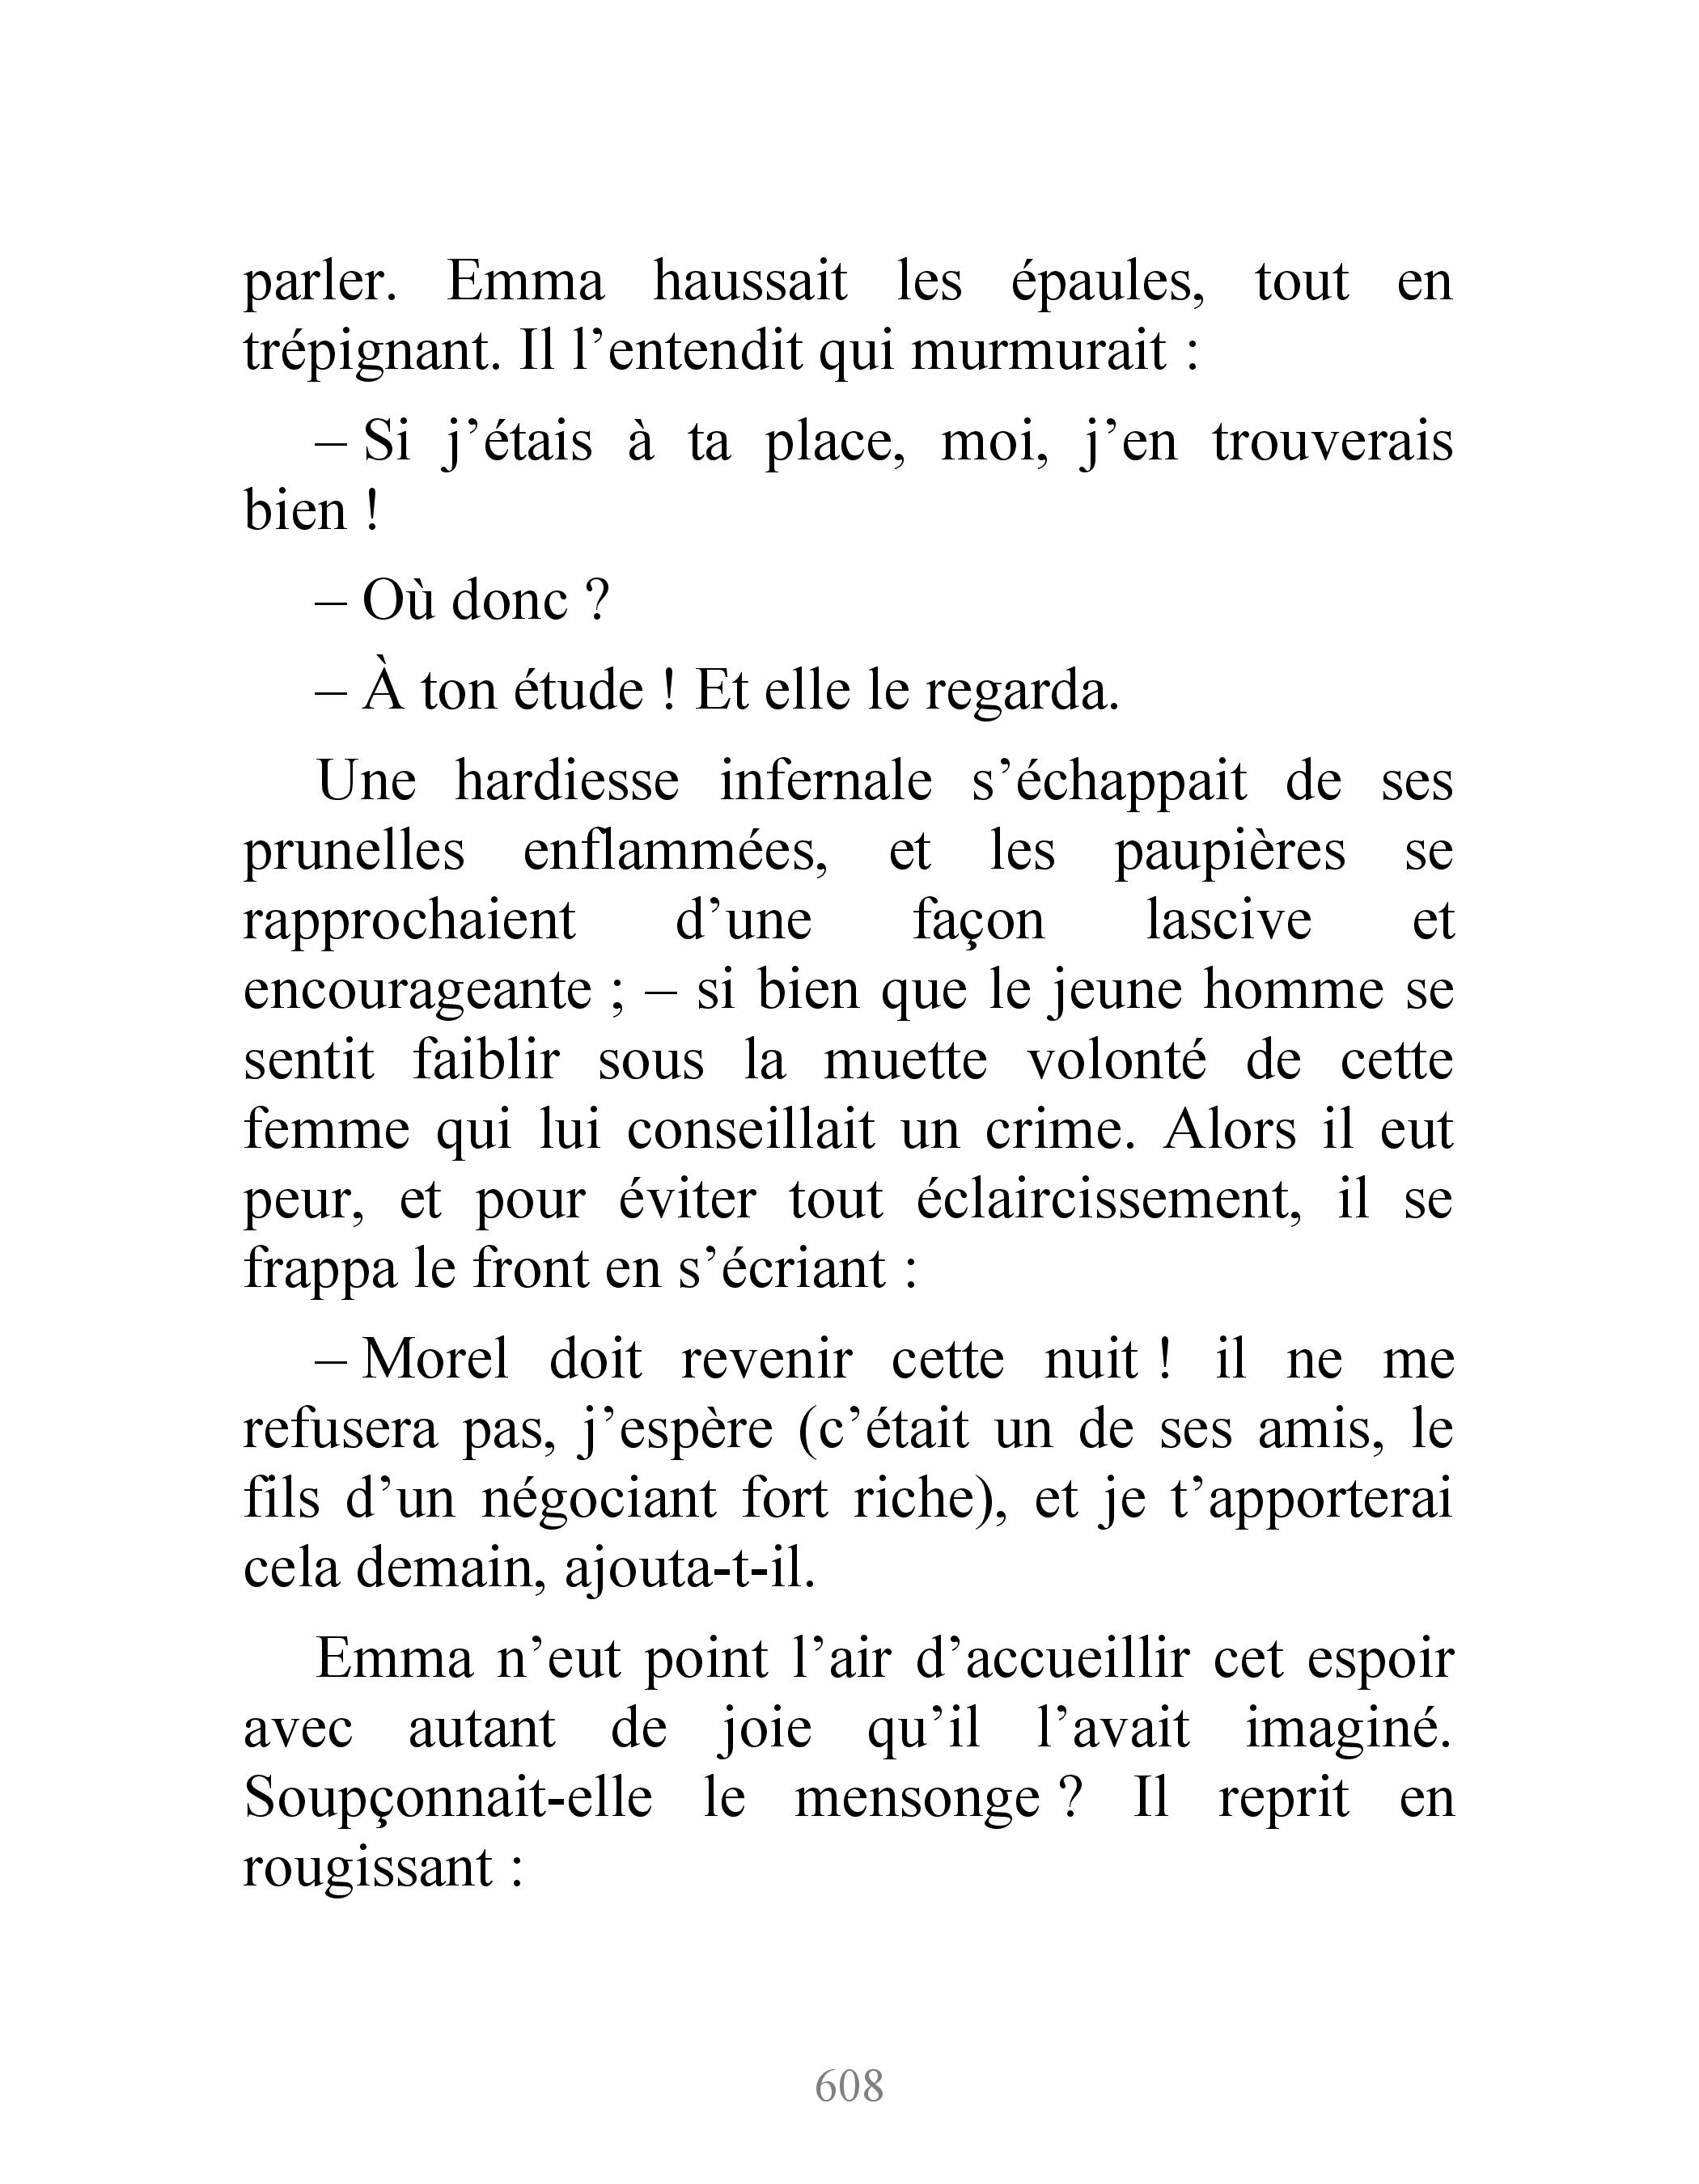 parler. Emma haussait les épaules, tout en
trépignant. Il l’entendit qui murmurait :
– Si j’étais à ta place, moi, j’en trouverais
bien !
– Où donc ?
– À ton étude ! Et elle le regarda.
Une hardiesse infernale s’échappait de ses
prunelles enflammées, et les paupières se
rapprochaient d’une façon lascive et
encourageante ; – si bien que le jeune homme se
sentit faiblir sous la muette volonté de cette
femme qui lui conseillait un crime. Alors il eut
peur, et pour éviter tout éclaircissement, il se
frappa le front en s’écriant :
– Morel doit revenir cette nuit ! il ne me
refusera pas, j’espère (c’était un de ses amis, le
fils d’un négociant fort riche), et je t’apporterai
cela demain, ajouta-t-il.
Emma n’eut point l’air d’accueillir cet espoir
avec autant de joie qu’il l’avait imaginé.
Soupçonnait-elle le mensonge ? Il reprit en
rougissant :
608